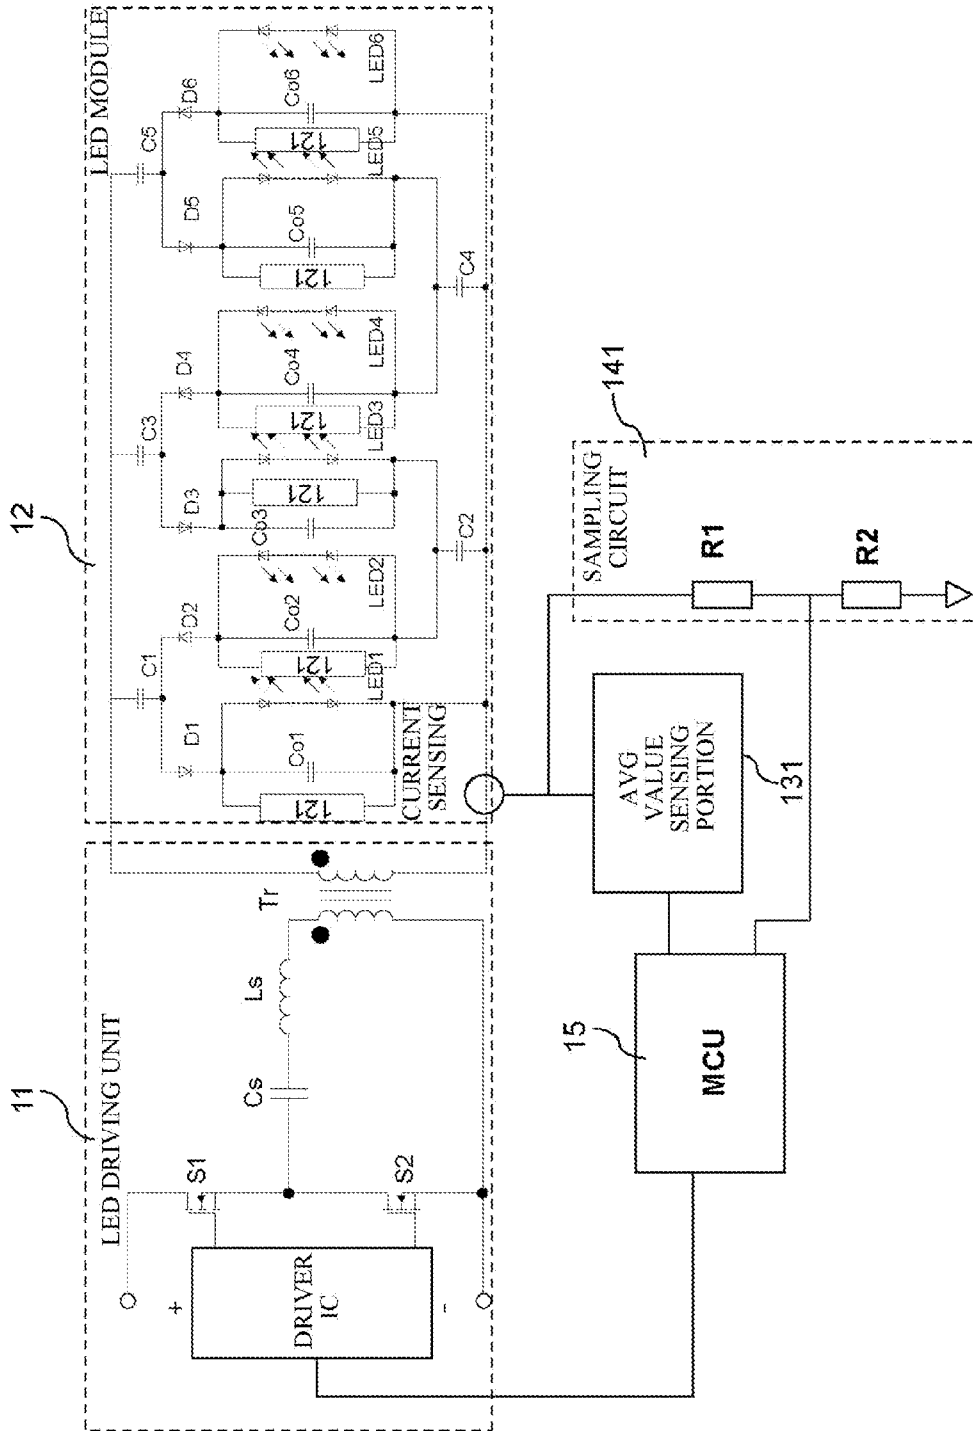 11
LED DRIVING UNIT
+
-
DRIVER
IC
S1
S2
Cs
Ls
Tr
12
LED MODULE
C1
C3
C5
D1
D2
D3
D4
D5
D6
121
Co1
LED1
121
Co2
LED2
Co3
121
LED3
121
Co4
LED4
121
Co5
LED5
121
Co6
LED6
C2
C4
CURRENT
SENSING
15
MCU
AVG
VALUE
SENSING
PORTION
131
SAMPLING
CIRCUIT
141
R1
R2